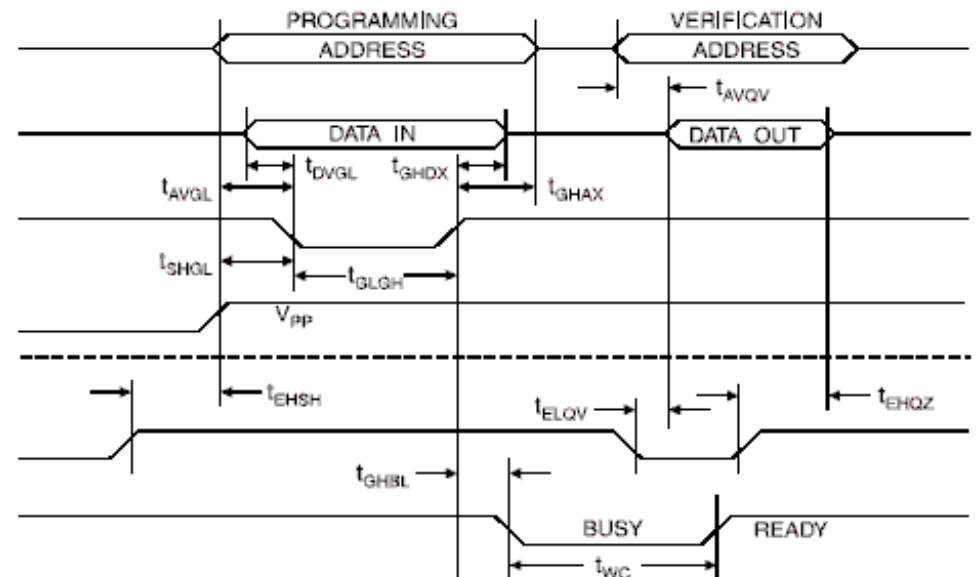 PROGRAMMING VERIFICATION
ADDRESS ADDRESS
tAVQV
DATA IN DATA OUT
tDVGL tGHDX
tAVGL tGHAX
tSHGL tGLGH
VPP
tEHSH tELQV tEHQZ
tGHBL
BUSY READY
tWC